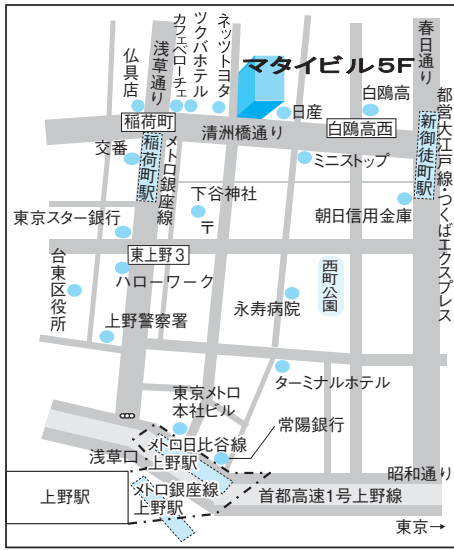 春日通り
浅草通り
カフェベローチェ
ツクバホテル
ネッツトヨタ
仏具店
マタイビル5F
日産
白鴎高
都営大江戸線・つくばエクスプレス
稲荷町
清洲橋通り
白鴎高西
新御徒町駅
交番
稲荷町駅
メトロ銀座線
ミニストップ
下谷神社
〒
朝日信用金庫
東京スター銀行
東上野3
ハローワーク
台東区役所
西町公園
永寿病院
上野警察署
ターミナルホテル
東京メトロ
本社ビル
常陽銀行
浅草口
メトロ日比谷線
上野駅
昭和通り
上野駅
メトロ銀座線
上野駅
首都高速1号上野線
東京→